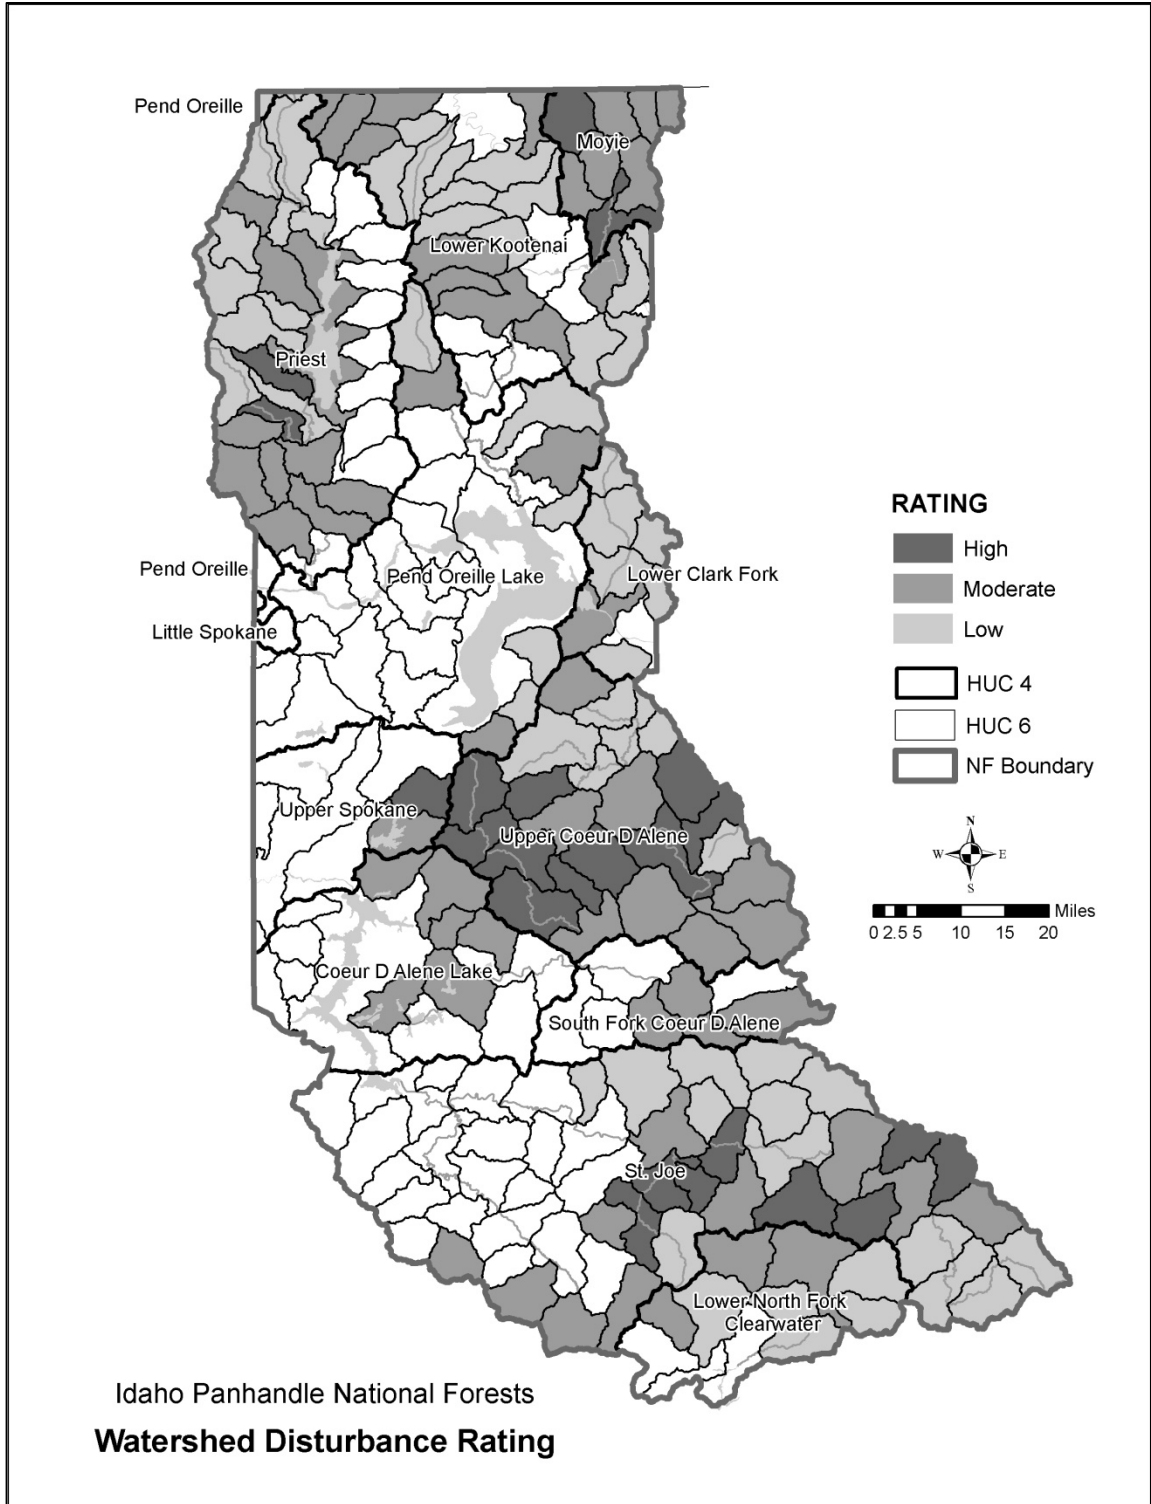 Pend Oreille
Moyie
Lower Kootenai
Priest
RATING
High
Moderate
Low
HUC 4
HUC 6
NF Boundary
Pend Oreille
Pend Oreille Lake
Lower Clark Fork
Little Spokane
Upper Spokane
Upper Coeur D Alene
N
W E
S
Miles
0 2.5 5 10 15 20
Coeur D Alene Lake
South Fork Coeur D Alene
St. Joe
Lower North Fork
Clearwater
Idaho Panhandle National Forests
Watershed Disturbance Rating